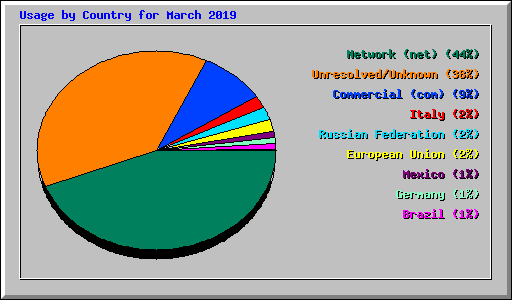 Usage by Country for March 2019
Network (net) (44%)
Unresolved/Unknown (38%)
Commercial (com) (9%)
Italy (2%)
Russian Federation (2%)
European Union (2%)
Mexico (1%)
Germany (1%)
Brazil (1%)